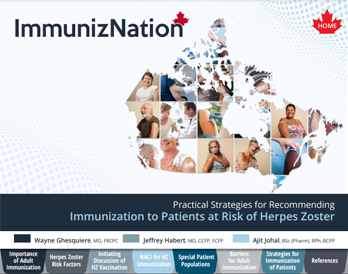 ImmunizNation
HOME
Practical Strategies for Recommending
Immunization to Patients at Risk of Herpes Zoster
Wayne Ghesquiere, MD, FRCPC
Jeffrey Habert, MD, CCFP, FCFP
Ajit Johal, BSc (Pharm), RPh, BCPP
Importance
of Adult
Immunization
Herpes Zoster
Risk Factors
Initiating
Discussion of
HZ Vaccination
NACI for HZ
Immunization
Special Patient
Populations
Barriers
for Adult
Immunization
Strategies for
Immunization of
Patients
References